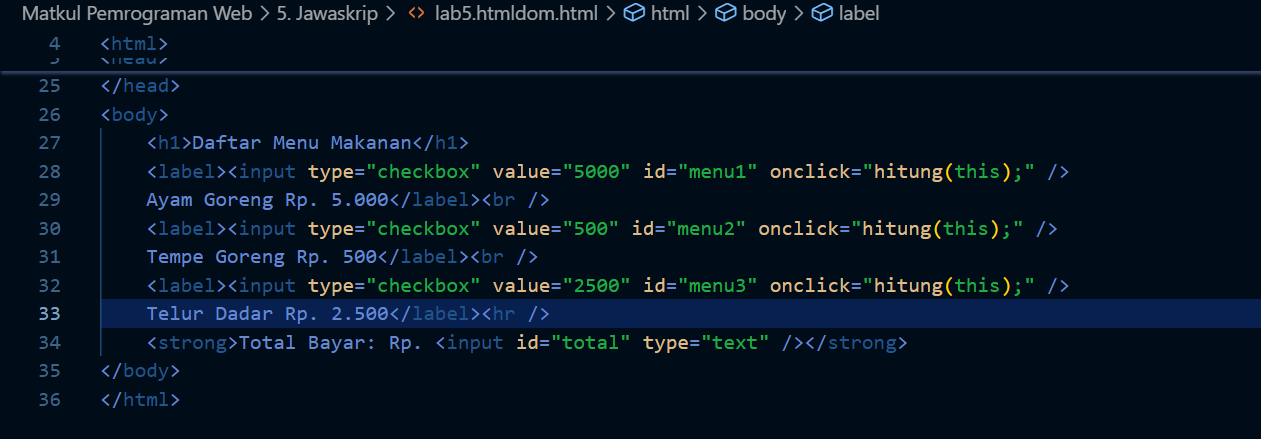 Matkul Pemrograman Web > 5. Jawaskrip > <> lab5.htmldom.html > html > body > label
4 <html>
5 <head>
25 </head>
26 <body>
27 <h1>Daftar Menu Makanan</h1>
28 <label><input type="checkbox" value="5000" id="menu1" onclick="hitung(this);" />
29 Ayam Goreng Rp. 5.000</label><br />
30 <label><input type="checkbox" value="500" id="menu2" onclick="hitung(this);" />
31 Tempe Goreng Rp. 500</label><br />
32 <label><input type="checkbox" value="2500" id="menu3" onclick="hitung(this);" />
33 Telur Dadar Rp. 2.500</label><hr />
34 <strong>Total Bayar: Rp. <input id="total" type="text" /></strong>
35 </body>
36 </html>